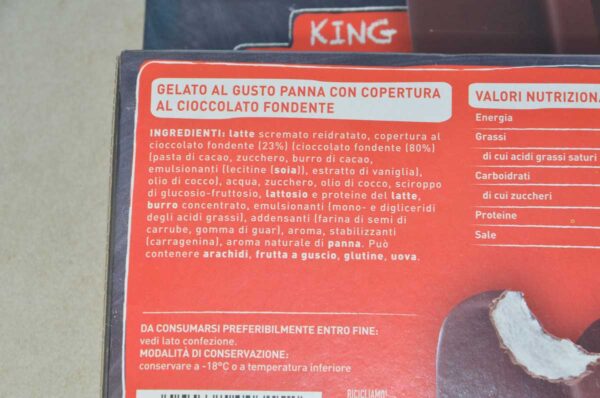 KING
GELATO AL GUSTO PANNA CON COPERTURA
AL CIOCCOLATO FONDENTE
INGREDIENTI: latte scremato reidratato, copertura al
cioccolato fondente (23%) (cioccolato fondente (80%)
(pasta di cacao, zucchero, burro di cacao,
emulsionanti ((lecitine (soia)), estratto di vaniglia),
olio di cocco), acqua, zucchero, olio di cocco, sciroppo
di glucosio-fruttosio, lattosio e proteine del latte,
burro concentrato, emulsionanti (mono- e digliceridi
degli acidi grassi), addensanti (farina di semi di
carrube, gomma di guar), aroma, stabilizzanti
(carragenina), aroma naturale di panna. Può
contenere arachidi, frutta a guscio, glutine, uova.
DA CONSUMARSI PREFERIBILMENTE ENTRO FINE:
vedi lato confezione.
MODALITÀ DI CONSERVAZIONE:
conservare a -18°C o a temperatura inferiore
RICICLIAMO!
VALORI NUTRIZIONA
Energia
Grassi
di cui acidi grassi saturi
Carboidrati
di cui zuccheri
Proteine
Sale